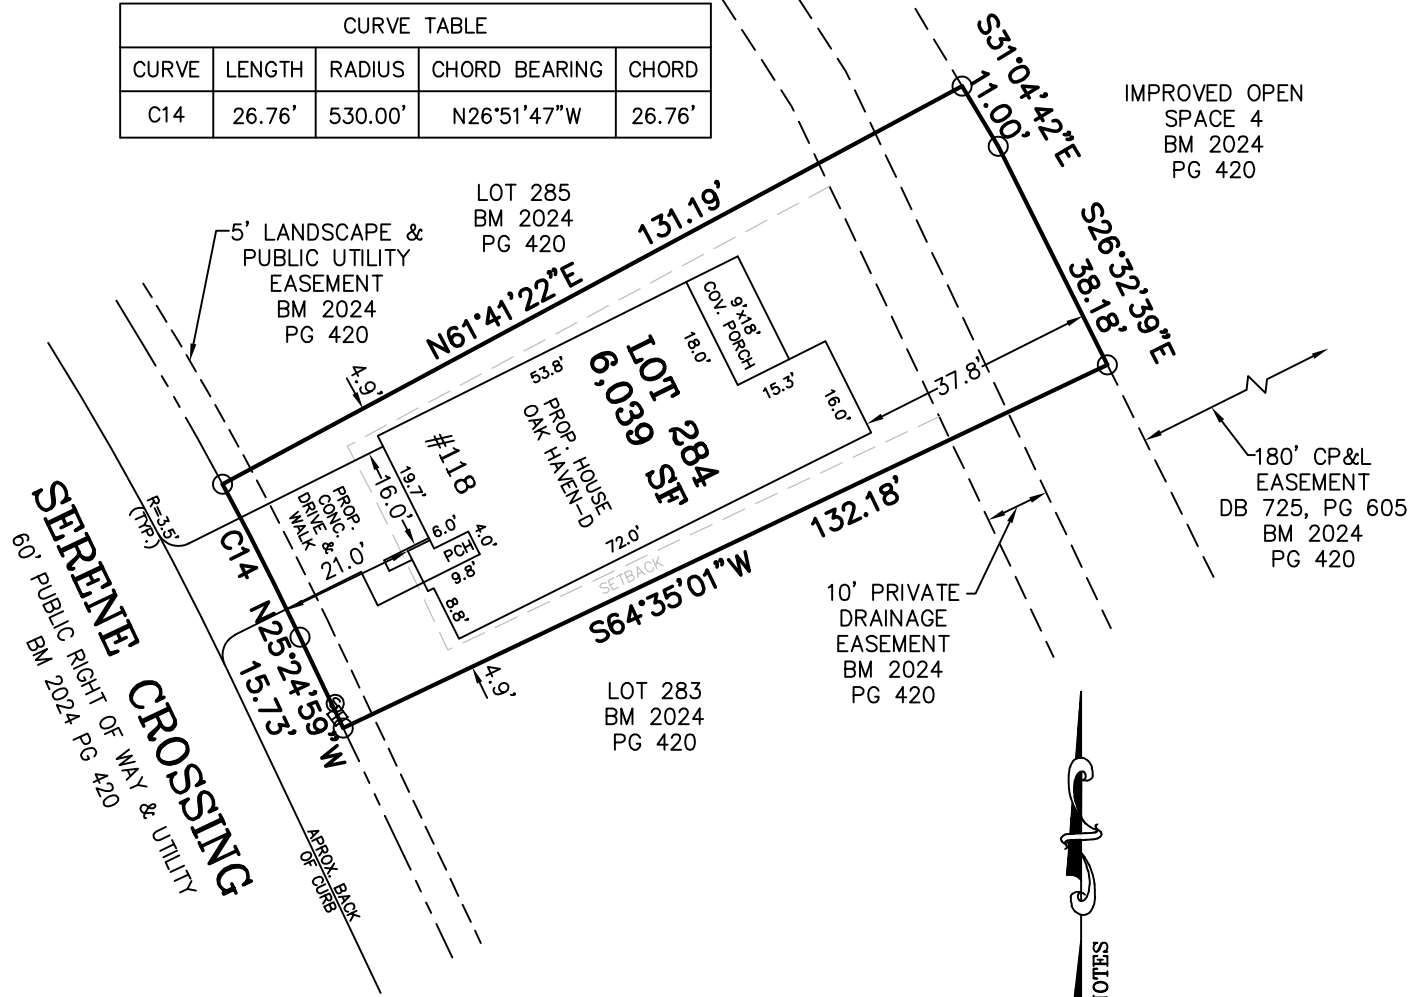 CURVE TABLE
CURVE LENGTH RADIUS CHORD BEARING CHORD
C14 26.76' 530.00' N26°51'47"W 26.76'
S31°04'42"E
11.00'
IMPROVED OPEN
SPACE 4
BM 2024
PG 420
LOT 285
BM 2024
PG 420
131.19'
N61°41'22"E
5' LANDSCAPE &
PUBLIC UTILITY
EASEMENT
BM 2024
PG 420
S26°32'39"E
38.18'
4.9'
53.8'
9'x18'
COV. PORCH
18.0'
15.3'
16.0'
37.8'
LOT 284
6,039 SF
PROP. HOUSE
OAK HAVEN-D
#118
19.7'
16.0'
6.0'
4.0'
PCH
9.8'
8.8'
72.0'
SETBACK
PROP.
CONC.
DRIVE &
WALK
21.0'
R=3.5'
(TYP.)
C14
N25°24'59"W
15.73'
S64°35'01"W
132.18'
4.9'
180' CP&L
EASEMENT
DB 725, PG 605
BM 2024
PG 420
10' PRIVATE
DRAINAGE
EASEMENT
BM 2024
PG 420
LOT 283
BM 2024
PG 420
SERENE CROSSING
60' PUBLIC RIGHT OF WAY & UTILITY
BM 2024 PG 420
APROX. BACK
OF CURB